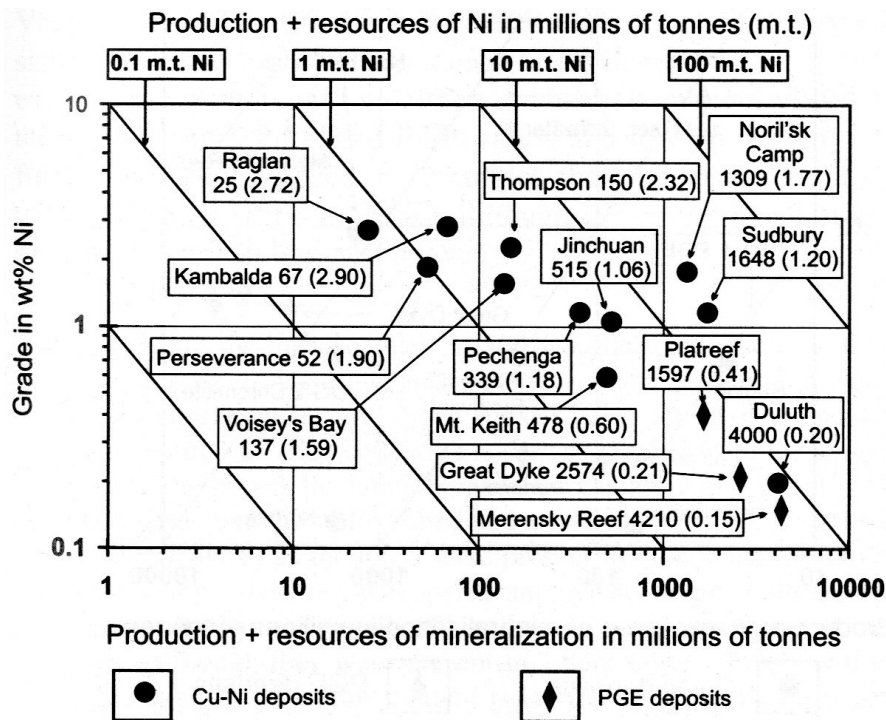 Production + resources of Ni in millions of tonnes (m.t.)
0.1 m.t. Ni
1 m.t. Ni
10 m.t. Ni
100 m.t. Ni
10
Raglan
25 (2.72)
Thompson 150 (2.32)
Noril'sk
Camp
1309 (1.77)
Kambalda 67 (2.90)
Jinchuan
515 (1.06)
Sudbury
1648 (1.20)
Grade in wt% Ni
1
Perseverance 52 (1.90)
Pechenga
339 (1.18)
Platreef
1597 (0.41)
Voisey's Bay
137 (1.59)
Mt. Keith 478 (0.60)
Duluth
4000 (0.20)
Great Dyke 2574 (0.21)
Merensky Reef 4210 (0.15)
0.1
1
10
100
1000
10000
Production + resources of mineralization in millions of tonnes
Cu-Ni deposits
PGE deposits